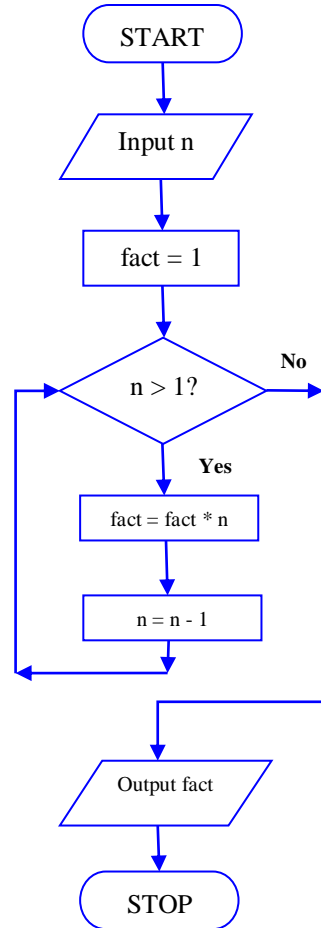 START
Input n
fact = 1
n > 1?
No
Yes
fact = fact * n
n = n - 1
Output fact
STOP